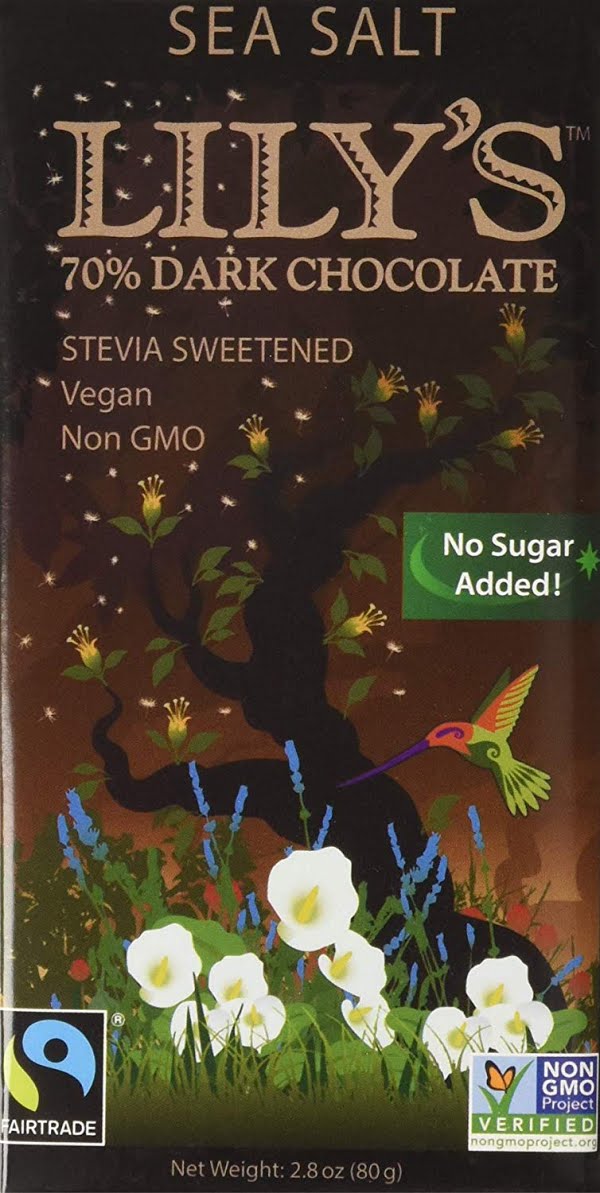 SEA SALT
LILY'S™
70% DARK CHOCOLATE
STEVIA SWEETENED
Vegan
Non GMO
No Sugar
Added!
®
FAIRTRADE
NON
GMO
Project
VERIFIED
nongmoproject.org
Net Weight: 2.8 oz (80 g)